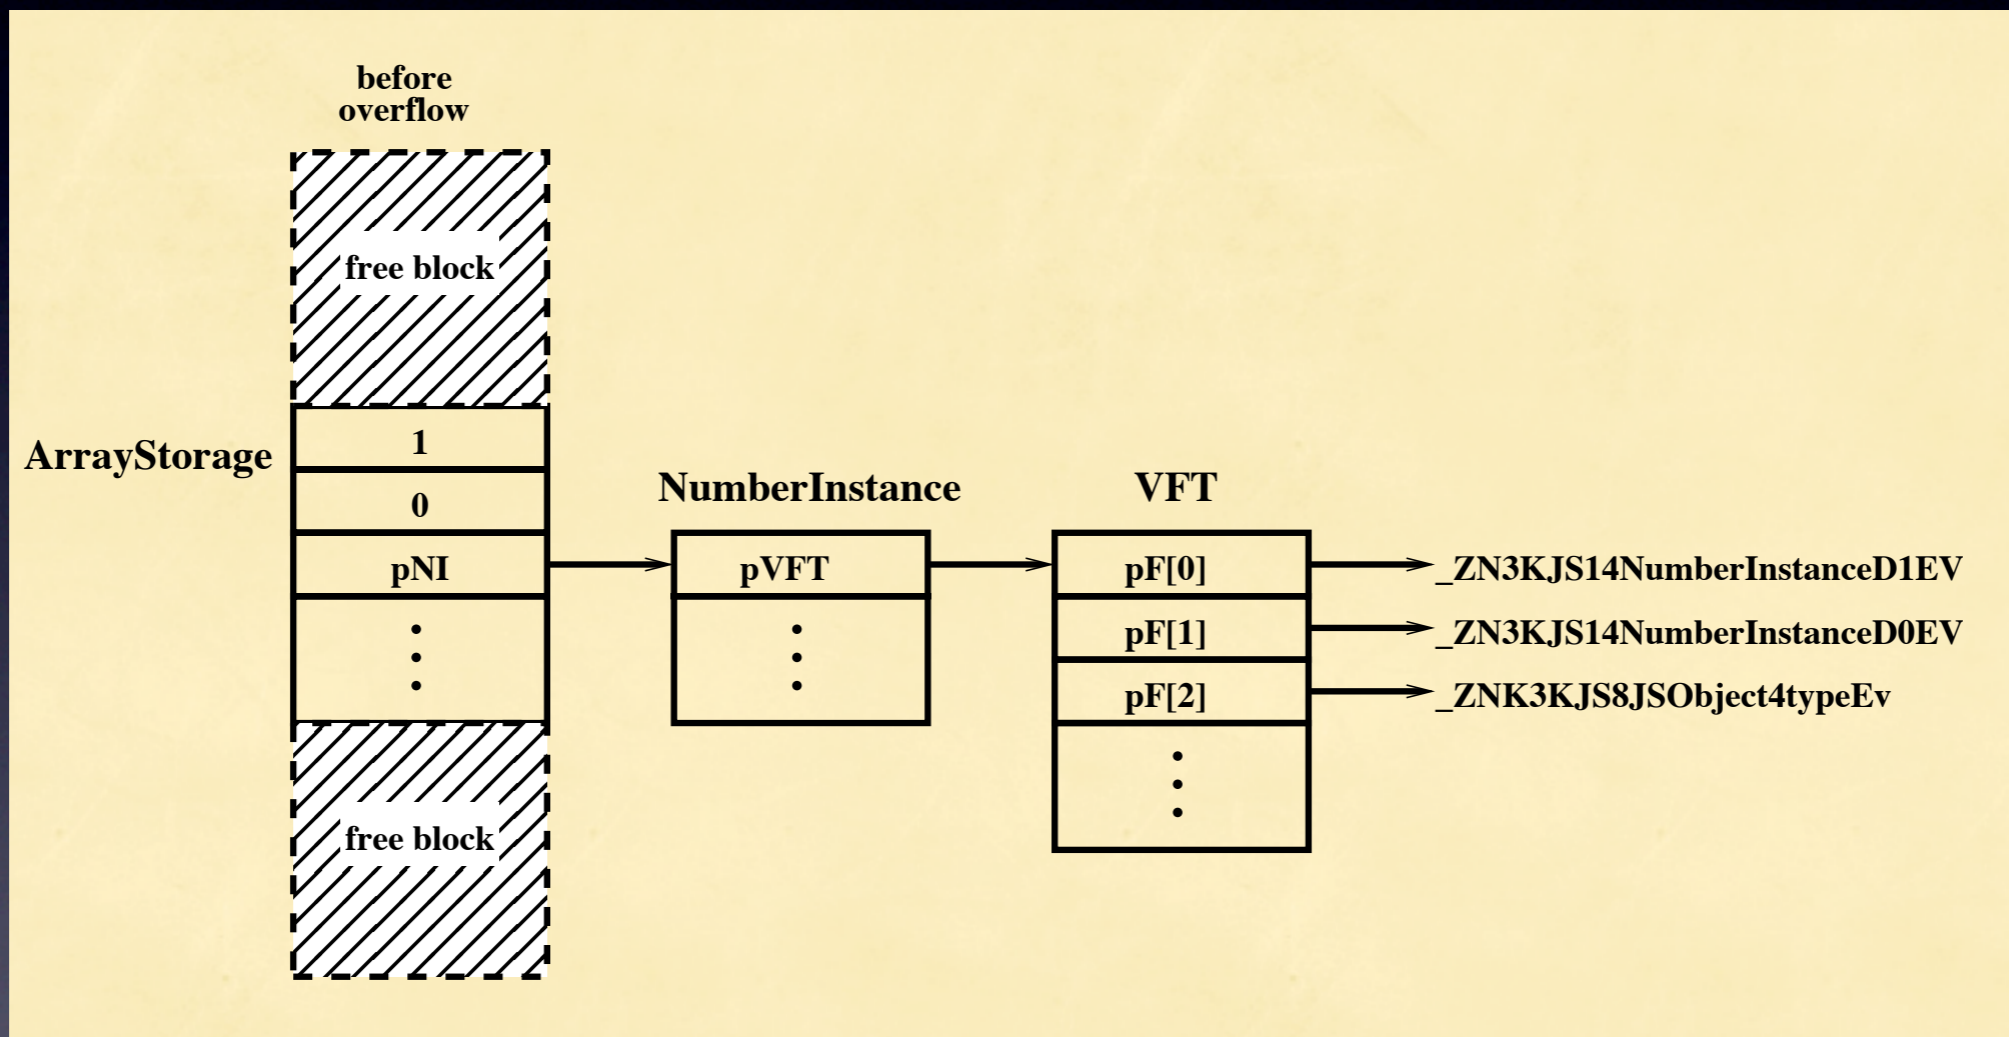 before
overflow
free block
ArrayStorage
1
0
pNI
NumberInstance
pVFT
VFT
pF[0]
pF[1]
pF[2]
_ZN3KJS14NumberInstanceD1EV
_ZN3KJS14NumberInstanceD0EV
_ZNK3KJS8JSObject4typeEv
free block